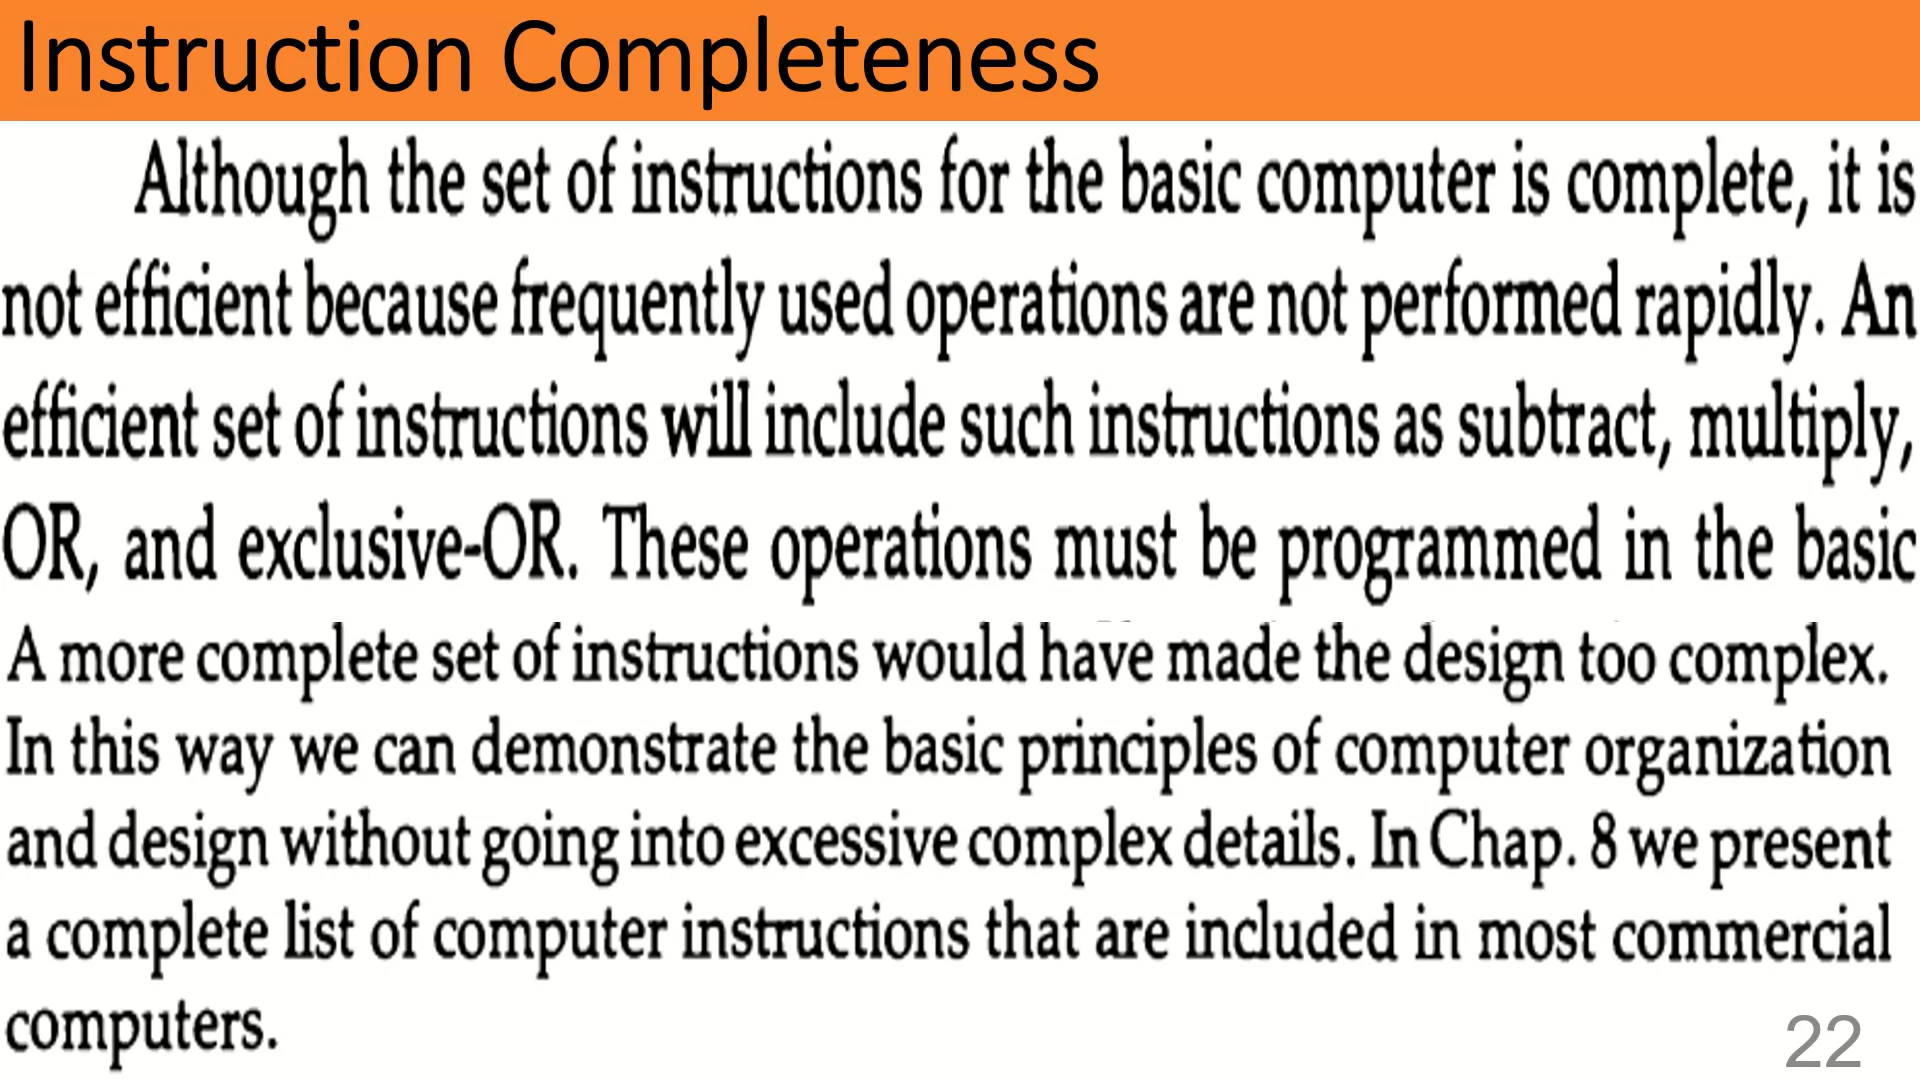 Instruction Completeness
Although the set of instructions for the basic computer is complete, it is
not efficient because frequently used operations are not performed rapidly. An
efficient set of instructions will include such instructions as subtract, multiply,
OR, and exclusive-OR. These operations must be programmed in the basic
A more complete set of instructions would have made the design too complex.
In this way we can demonstrate the basic principles of computer organization
and design without going into excessive complex details. In Chap. 8 we present
a complete list of computer instructions that are included in most commercial
computers.
22